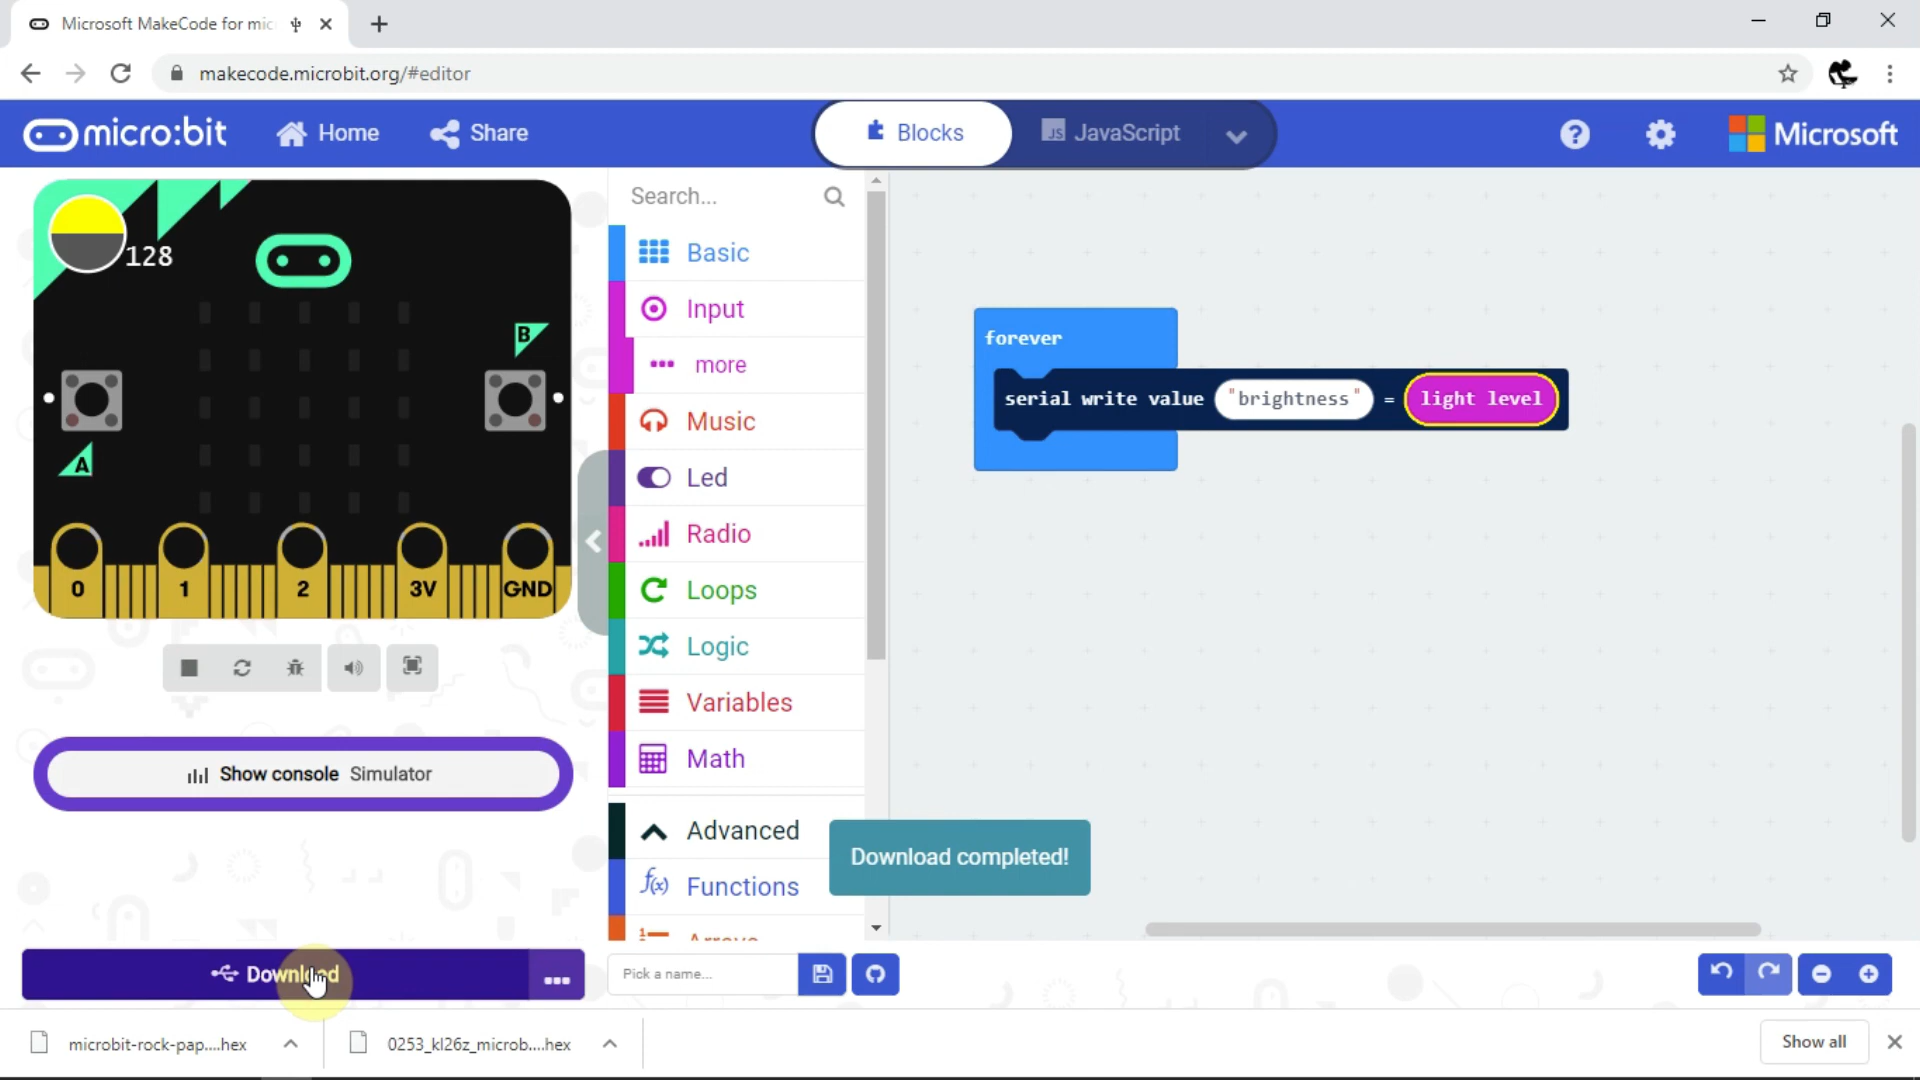 Microsoft MakeCode for mic
makecode.microbit.org/#editor
micro:bit
Home
Share
Blocks
JS JavaScript
?
Microsoft
128
B
A
0
1
2
3V
GND
Show console Simulator
Download
...
Search...
Basic
Input
more
Music
Led
Radio
Loops
Logic
Variables
Math
Advanced
f(x) Functions
Arrays
forever
serial write value "brightness" = light level
Download completed!
Pick a name...
microbit-rock-pap....hex
0253_kl26z_microb....hex
Show all